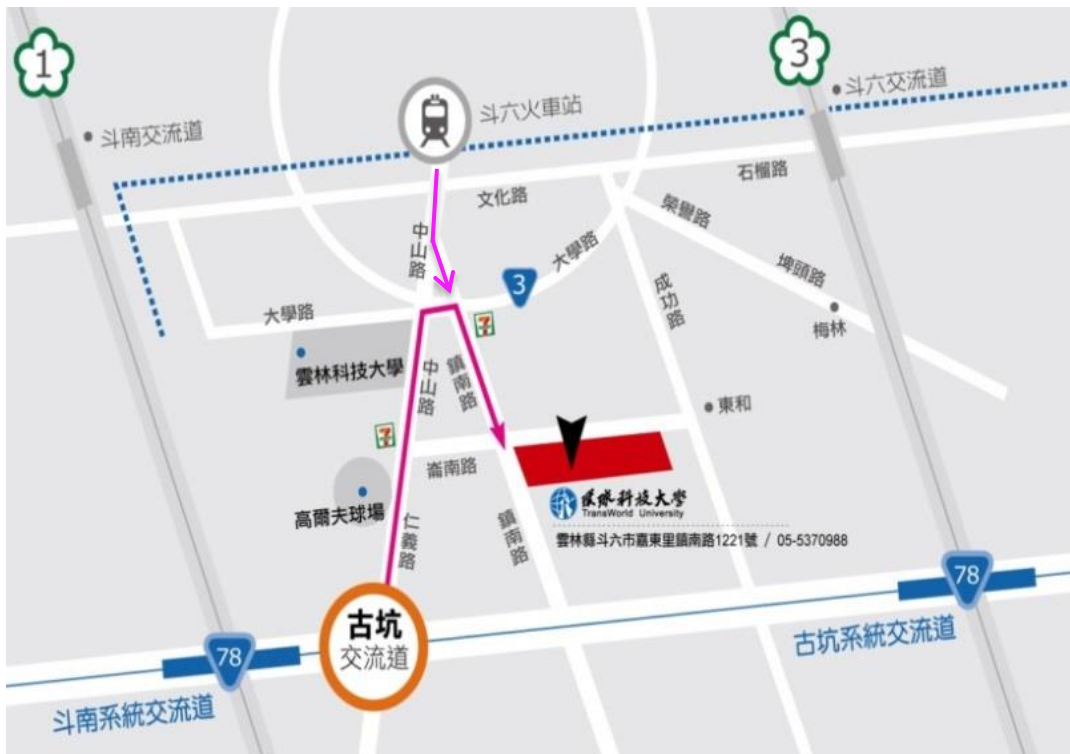 1
3
斗六交流道
斗南交流道
斗六火車站
石榴路
文化路
榮譽路
中山路
大學路
3
埤頭路
成功路
大學路
7
梅林
雲林科技大學
中山路
鎮南路
東和
7
崙南路
高爾夫球場
環球科技大學
TransWorld University
仁義路
鎮南路
雲林縣斗六市嘉東里鎮南路1221號 / 05-5370988
78
古坑
交流道
古坑系統交流道
78
斗南系統交流道